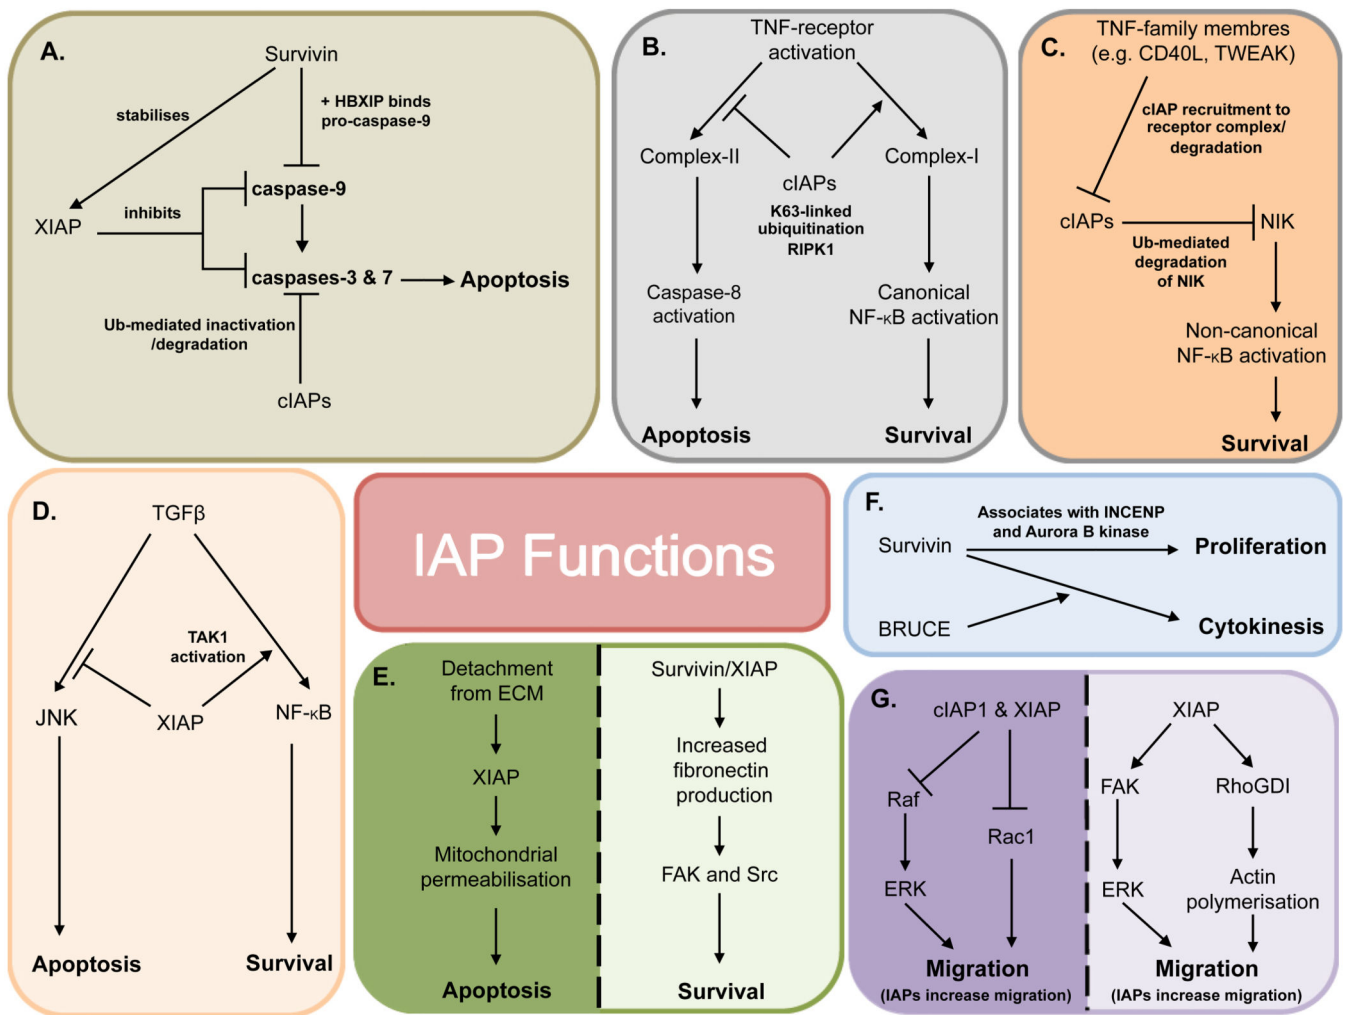 A.
Survivin
stabilises
+ HBXIP binds
pro-caspase-9
caspase-9
XIAP
inhibits
caspases-3 & 7
Apoptosis
Ub-mediated inactivation
/degradation
cIAPs
B.
TNF-receptor
activation
Complex-II
Complex-I
cIAPs
K63-linked
ubiquitination
RIPK1
Caspase-8
activation
Canonical
NF-κB activation
Apoptosis
Survival
C.
TNF-family membres
(e.g. CD40L, TWEAK)
cIAP recruitment to
receptor complex/
degradation
cIAPs
NIK
Ub-mediated
degradation
of NIK
Non-canonical
NF-κB activation
Survival
D.
TGFβ
TAK1
activation
JNK
XIAP
NF-κB
Apoptosis
Survival
IAP Functions
E.
Detachment
from ECM
XIAP
Mitochondrial
permeabilisation
Apoptosis
Survivin/XIAP
Increased
fibronectin
production
FAK and Src
Survival
F.
Associates with INCENP
and Aurora B kinase
Survivin
Proliferation
BRUCE
Cytokinesis
G.
cIAP1 & XIAP
Raf
Rac1
ERK
Migration
(IAPs increase migration)
XIAP
FAK
RhoGDI
ERK
Actin
polymerisation
Migration
(IAPs increase migration)